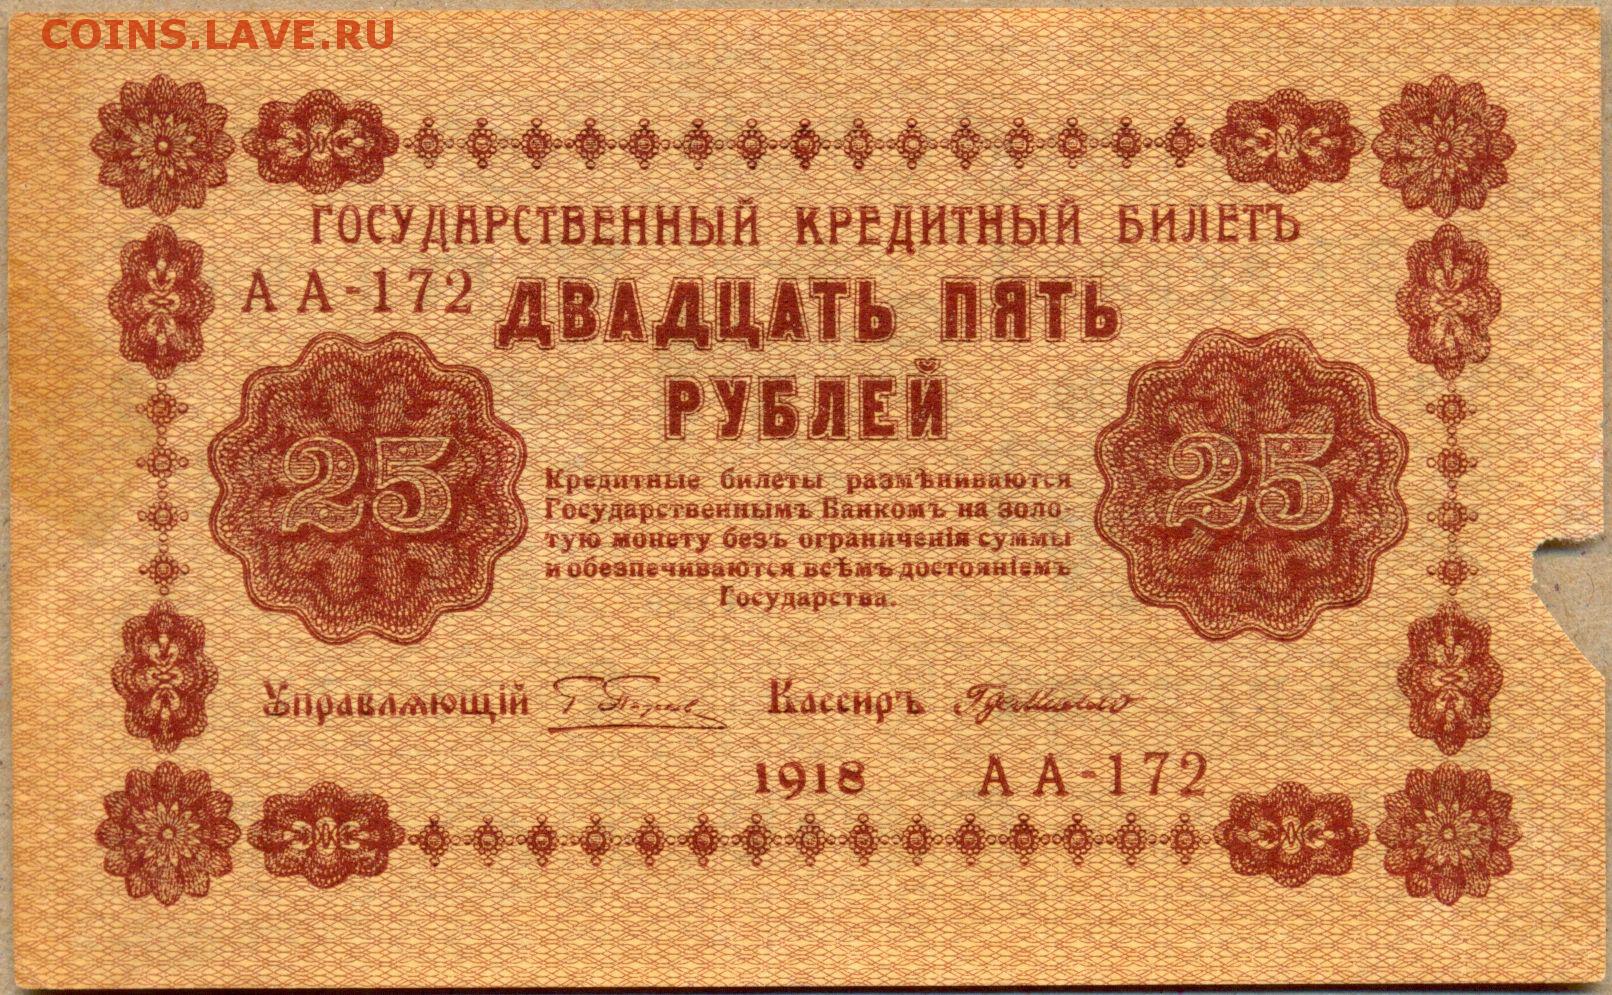 COINS.LAVE.RU
ГОСУДАРСТВЕННЫЙ КРЕДИТНЫЙ БИЛЕТЪ
АА-172
ДВАДЦАТЬ ПЯТЬ
РУБЛЕЙ
25
25
Кредитные билеты размѣниваются
Государственнымъ Банкомъ на золо-
тую монету безъ ограниченія суммы
и обезпечиваются всѣмъ достояніемъ
Государства.
Управляющій Кассиръ
1918 АА-172